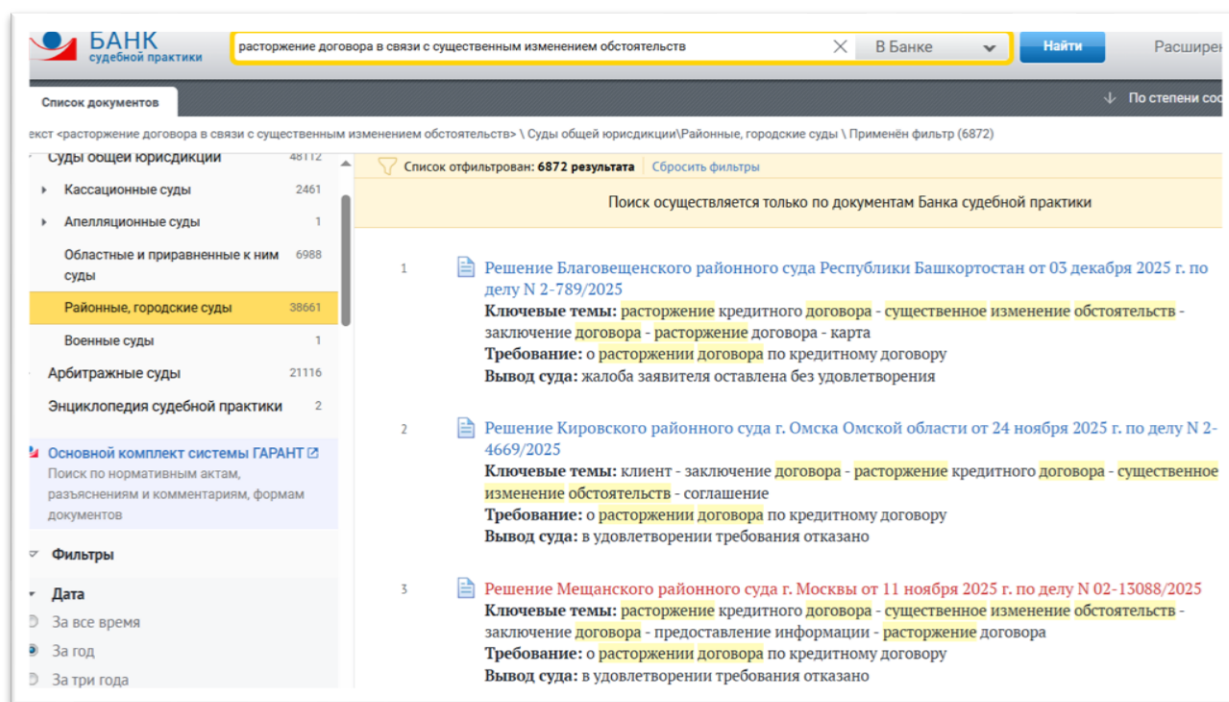 БАНК
судебной практики
расторжение договора в связи с существенным изменением обстоятельств
В Банке
Найти
Расширен
Список документов
По степени соо
екст <расторжение договора в связи с существенным изменением обстоятельств> \ Суды общей юрисдикции\Районные, городские суды \ Применён фильтр (6872)
Суды общей юрисдикции 48112
Кассационные суды 2461
Апелляционные суды 1
Областные и приравненные к ним 6988
суды
Районные, городские суды 38661
Военные суды 1
Арбитражные суды 21116
Энциклопедия судебной практики 2
Основной комплект системы ГАРАНТ
Поиск по нормативным актам,
разъяснениям и комментариям, формам
документов
Фильтры
Дата
За все время
За год
За три года
Список отфильтрован: 6872 результата Сбросить фильтры
Поиск осуществляется только по документам Банка судебной практики
1 Решение Благовещенского районного суда Республики Башкортостан от 03 декабря 2025 г. по
делу N 2-789/2025
Ключевые темы: расторжение кредитного договора - существенное изменение обстоятельств -
заключение договора - расторжение договора - карта
Требование: о расторжении договора по кредитному договору
Вывод суда: жалоба заявителя оставлена без удовлетворения
2 Решение Кировского районного суда г. Омска Омской области от 24 ноября 2025 г. по делу N 2-
4669/2025
Ключевые темы: клиент - заключение договора - расторжение кредитного договора - существенное
изменение обстоятельств - соглашение
Требование: о расторжении договора по кредитному договору
Вывод суда: в удовлетворении требования отказано
3 Решение Мещанского районного суда г. Москвы от 11 ноября 2025 г. по делу N 02-13088/2025
Ключевые темы: расторжение кредитного договора - существенное изменение обстоятельств -
заключение договора - предоставление информации - расторжение договора
Требование: о расторжении договора по кредитному договору
Вывод суда: в удовлетворении требования отказано